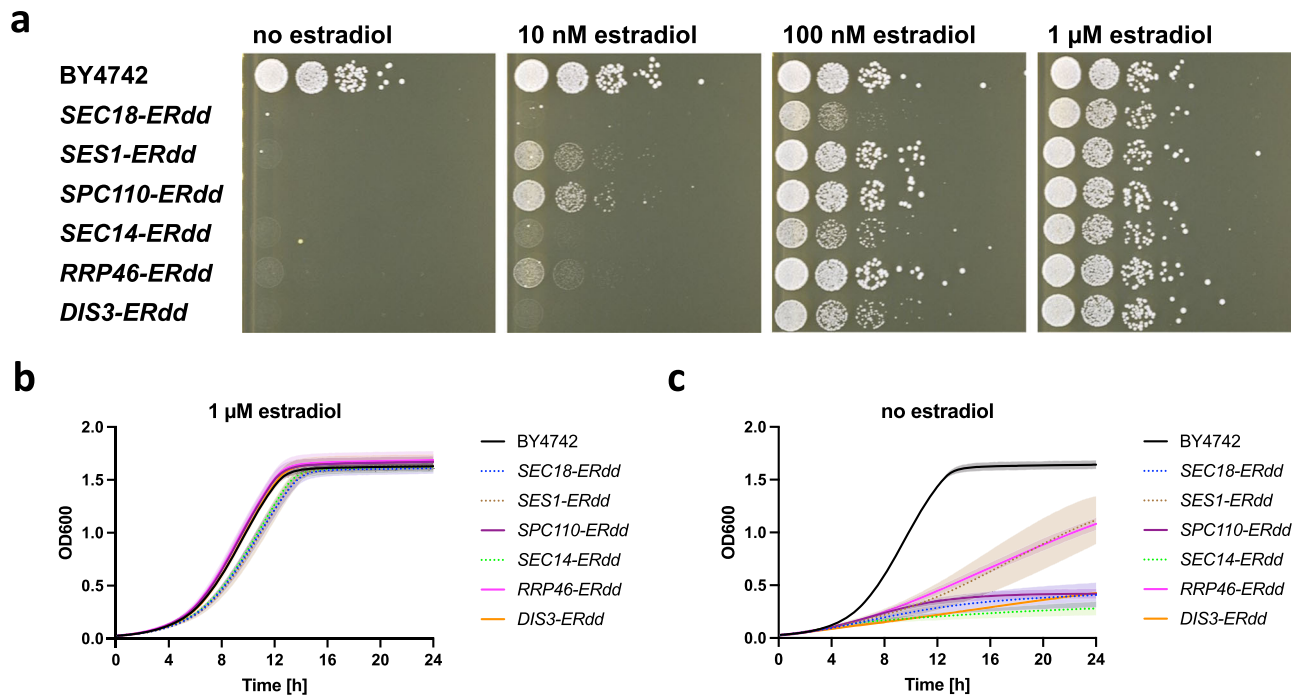 a
no estradiol
10 nM estradiol
100 nM estradiol
1 µM estradiol
BY4742
SEC18-ERdd
SES1-ERdd
SPC110-ERdd
SEC14-ERdd
RRP46-ERdd
DIS3-ERdd
b
1 µM estradiol
OD600
2.0
1.5
1.0
0.5
0.0
0 4 8 12 16 20 24
Time [h]
BY4742
SEC18-ERdd
SES1-ERdd
SPC110-ERdd
SEC14-ERdd
RRP46-ERdd
DIS3-ERdd
c
no estradiol
OD600
2.0
1.5
1.0
0.5
0.0
0 4 8 12 16 20 24
Time [h]
BY4742
SEC18-ERdd
SES1-ERdd
SPC110-ERdd
SEC14-ERdd
RRP46-ERdd
DIS3-ERdd